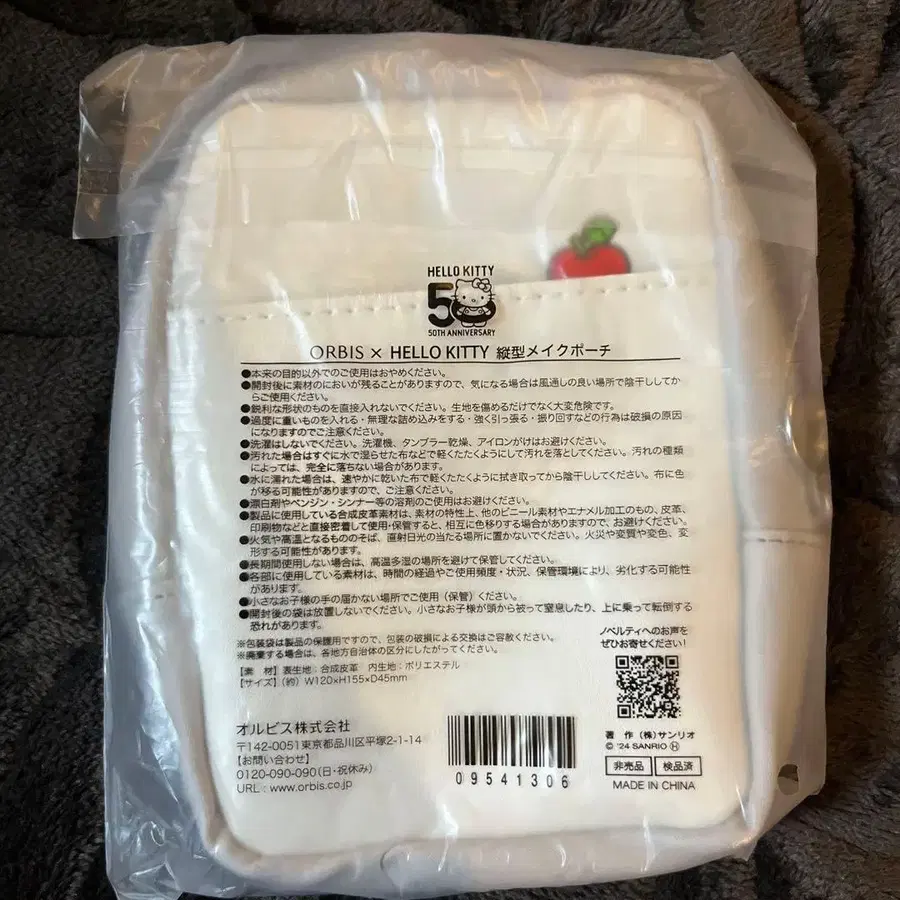 HELLO KITTY
50
50TH ANNIVERSARY
ORBIS × HELLO KITTY 縦型メイクポーチ
●本来の目的以外でのご使用はおやめください。
●開封後に素材のにおいが残ることがありますので、気になる場合は風通しの良い場所で陰干ししてか
らご使用ください。
●鋭利な形状のものを直接入れないでください。生地を傷めるだけでなく大変危険です。
●過度に重いものを入れる・無理な詰め込みをする・強く引っ張る・振り回すなどの行為は破損の原因
になりますのでご注意ください。
●洗濯はしないでください。洗濯機、タンブラー乾燥、アイロンがけはお避けください。
●汚れた場合はすぐに水で湿らせた布などで軽くたたくようにして汚れを落としてください。汚れの種類
によっては、完全に落ちない場合があります。
●水に濡れた場合は、速やかに乾いた布で軽くたたくように拭き取ってから陰干ししてください。布に色
が移る可能性がありますので、ご注意ください。
●漂白剤やベンジン・シンナー等の溶剤のご使用はお避けください。
●製品に使用している合成皮革素材は、素材の特性上、他のビニール素材やエナメル加工のもの、皮革、
印刷物などと直接密着して使用・保管すると、相互に色移りする場合がありますので、お避けください。
●火気や高温となるもののそば、直射日光の当たる場所に置かないでください。火災や変質や変色、変
形する可能性があります。
●長期間使用しない場合は、高温多湿の場所を避けて保管してください。
●各部に使用している素材は、時間の経過やご使用頻度・状況、保管環境により、劣化する可能性
があります。
●小さなお子様の手の届かない場所でご使用（保管）ください。
●開封後の袋は放置しないでください。小さなお子様が頭から被って窒息したり、上に乗って転倒する
恐れがあります。
※包装袋は製品の保護用ですので、包装の破損による交換はご容赦ください。
※廃棄する場合は、各地方自治体の区分にしたがってください。
【素 材】表生地：合成皮革 内生地：ポリエステル
【サイズ】（約）W120×H155×D45mm
ノベルティへのお声を
ぜひお寄せください!
オルビス株式会社
〒142-0051東京都品川区平塚2-1-14
【お問い合わせ】
0120-090-090(日・祝休み)
URL : www.orbis.co.jp
09541306
著 作 (株)サンリオ
© '24 SANRIO Ⓗ
非売品 検品済
MADE IN CHINA